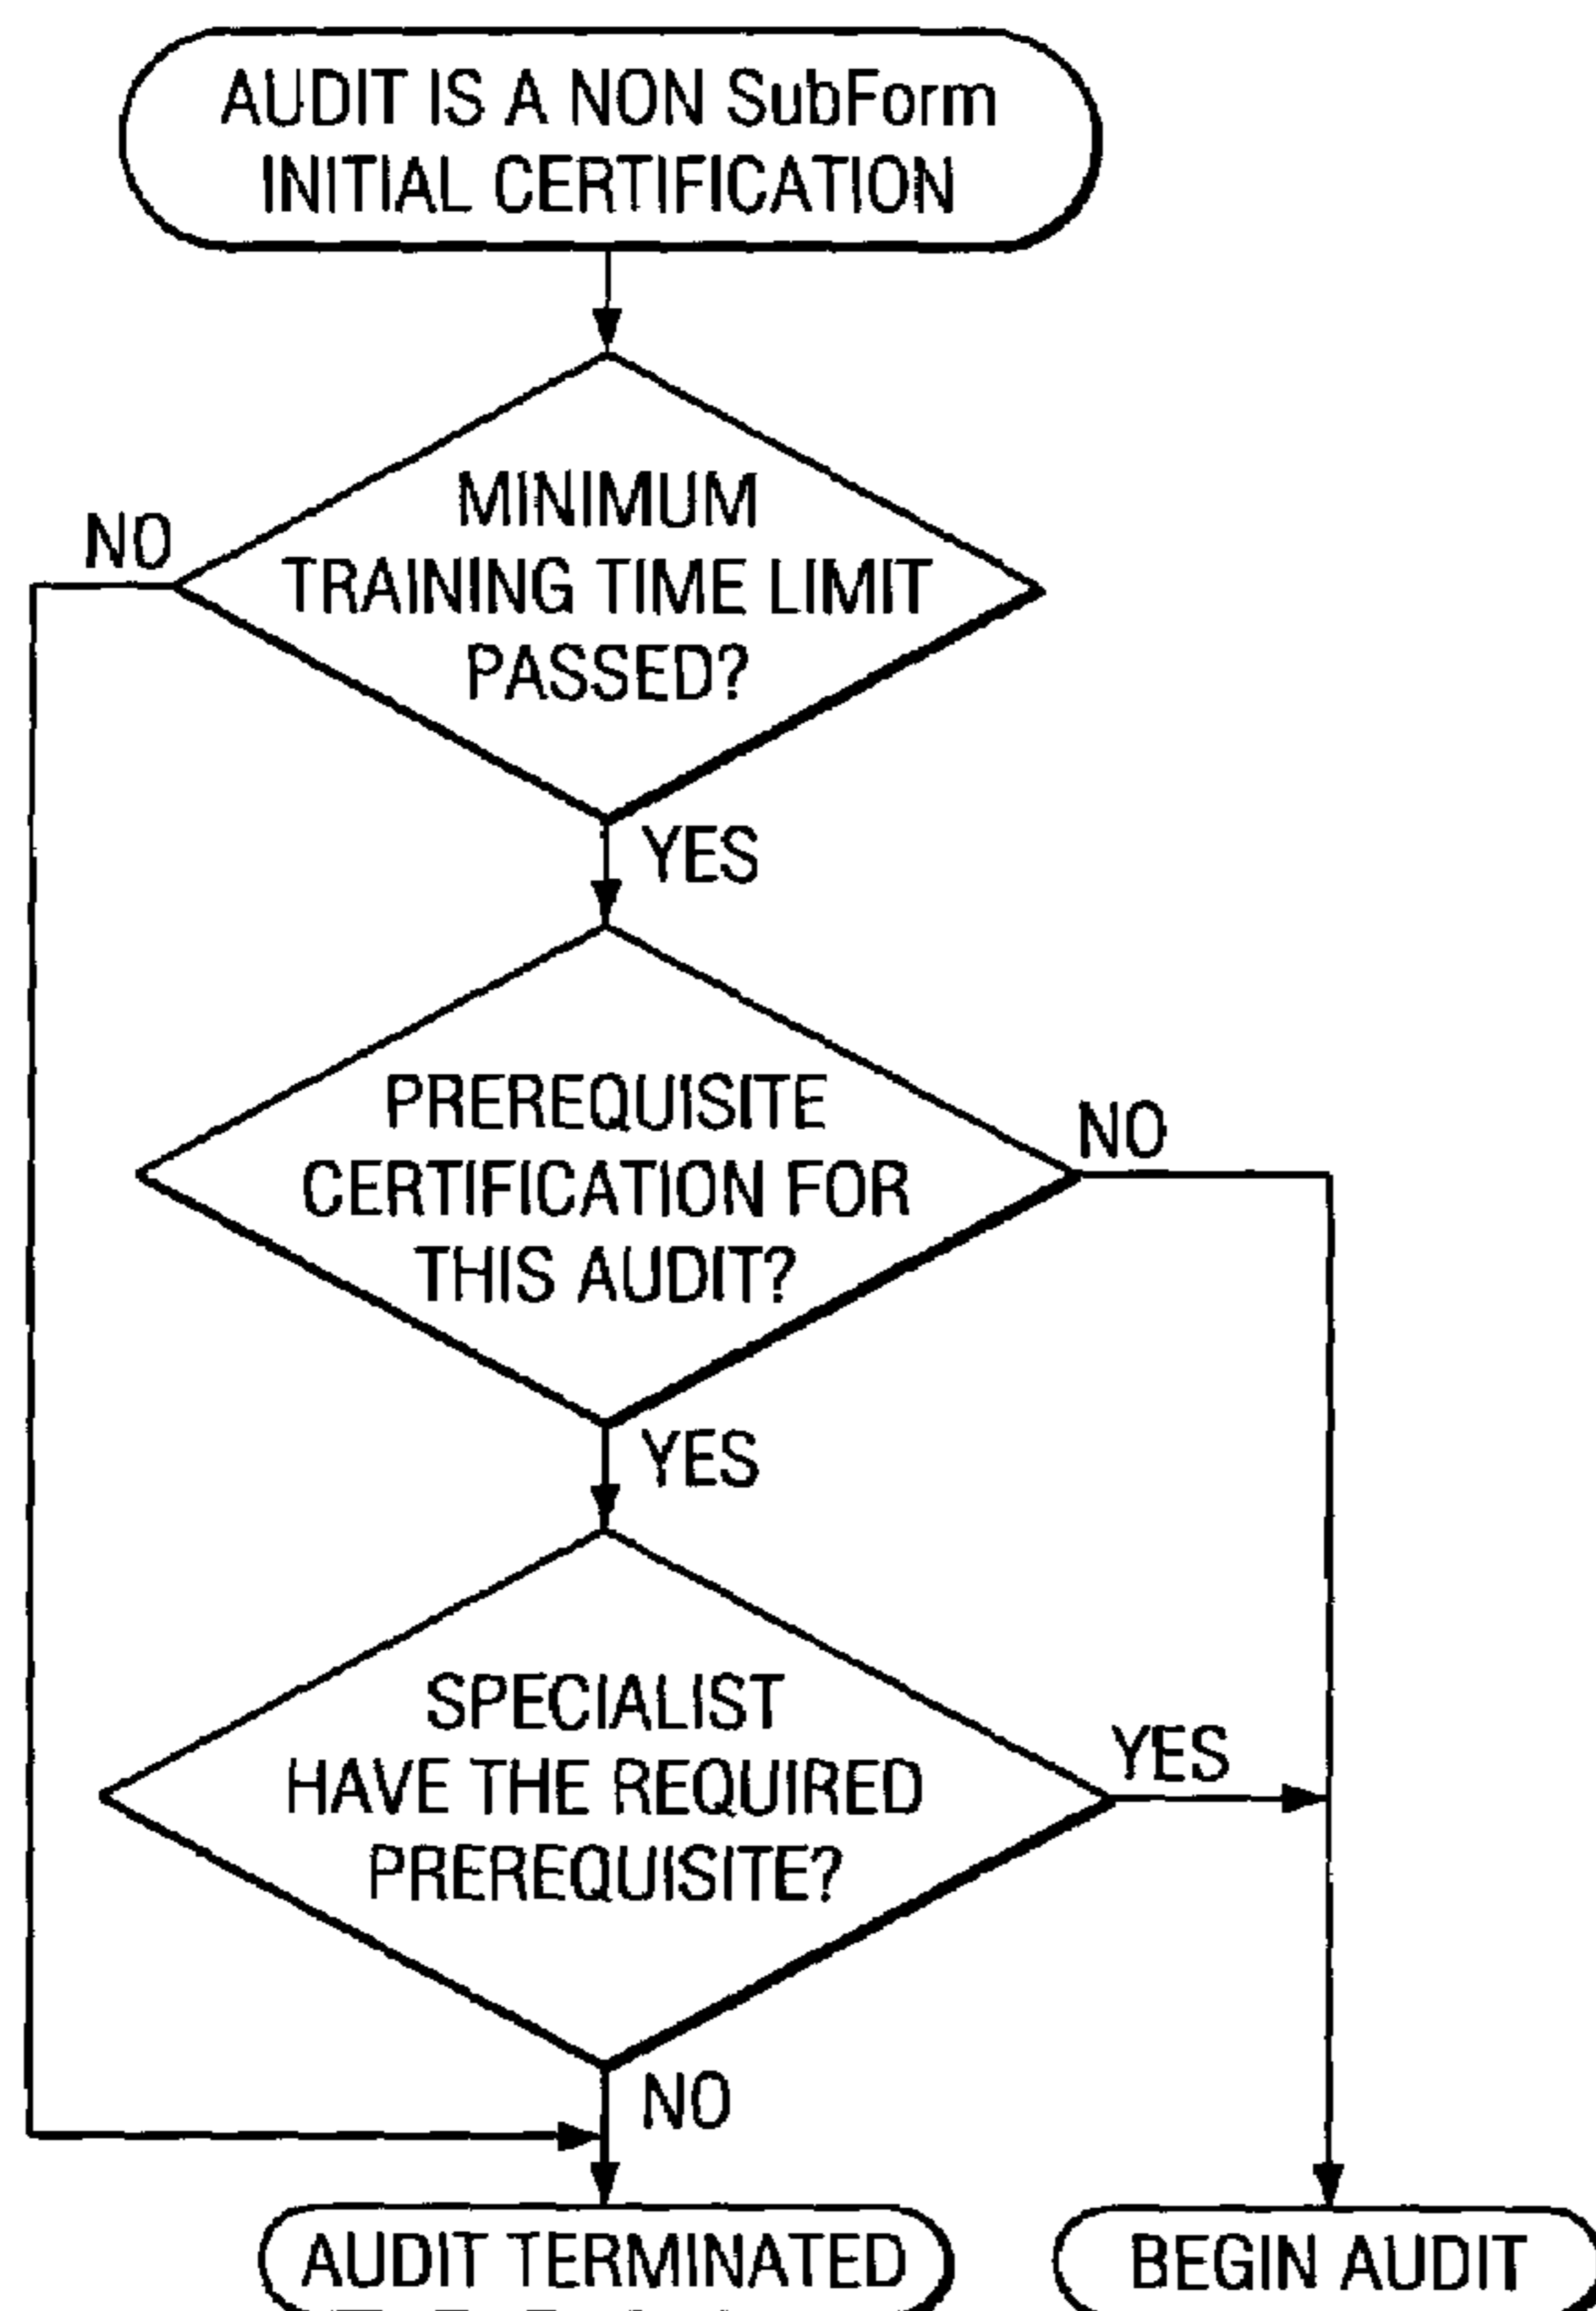 AUDIT IS A NON SubForm
INITIAL CERTIFICATION
MINIMUM
TRAINING TIME LIMIT
PASSED?
NO
YES
PREREQUISITE
CERTIFICATION FOR
THIS AUDIT?
NO
YES
SPECIALIST
HAVE THE REQUIRED
PREREQUISITE?
YES
NO
AUDIT TERMINATED
BEGIN AUDIT